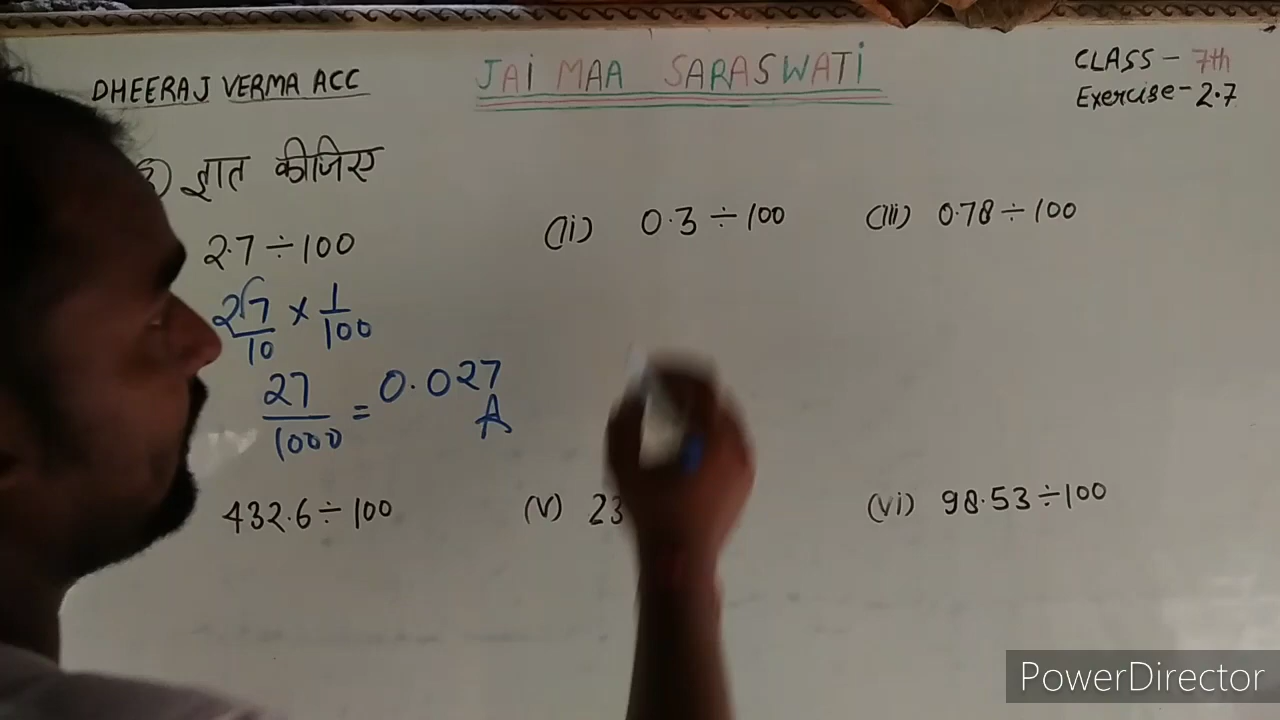 DHEERAJ VERMA ACC
JAI MAA SARASWATI
CLASS - 7th
Exercise - 2.7
ज्ञात कीजिए
2.7 ÷ 100
(ii) 0.3 ÷ 100
(iii) 0.78 ÷ 100
27/10 × 1/100
27/1000 = 0.027
A
432.6 ÷ 100
(v) 23
(vi) 98.53 ÷ 100
PowerDirector